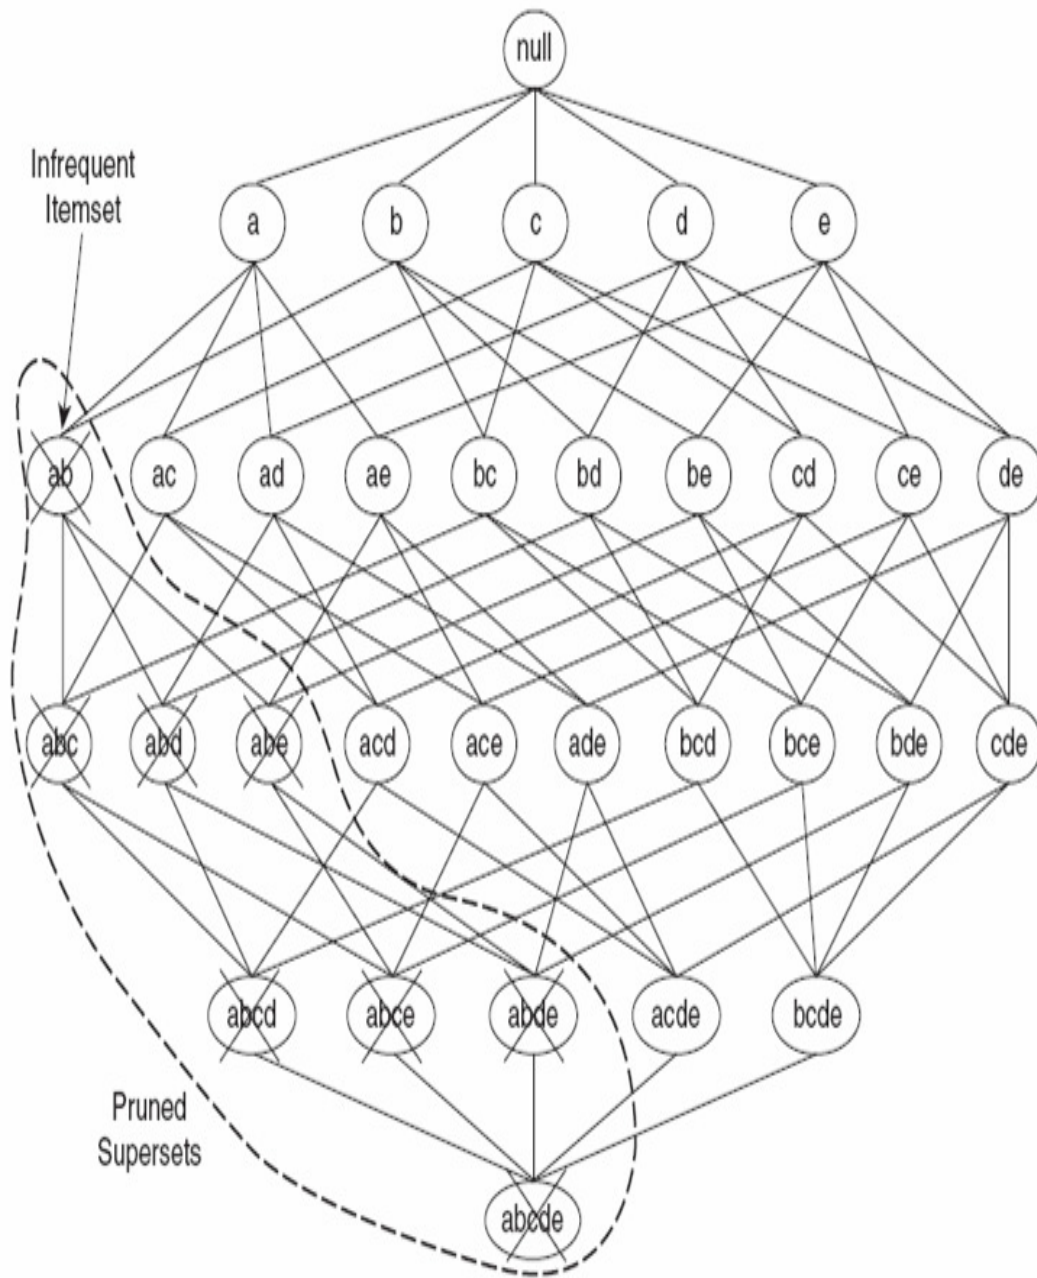 null
Infrequent
Itemset
a
b
c
d
e
ab
ac
ad
ae
bc
bd
be
cd
ce
de
abc
abd
abe
acd
ace
ade
bcd
bce
bde
cde
abcd
abce
abde
acde
bcde
Pruned
Supersets
abcde